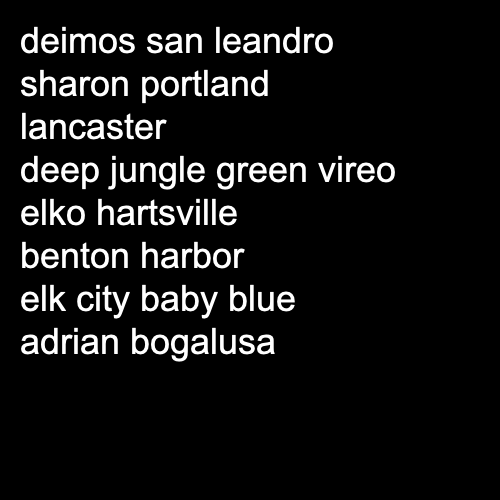 deimos san leandro
sharon portland
lancaster
deep jungle green vireo
elko hartsville
benton harbor
elk city baby blue
adrian bogalusa